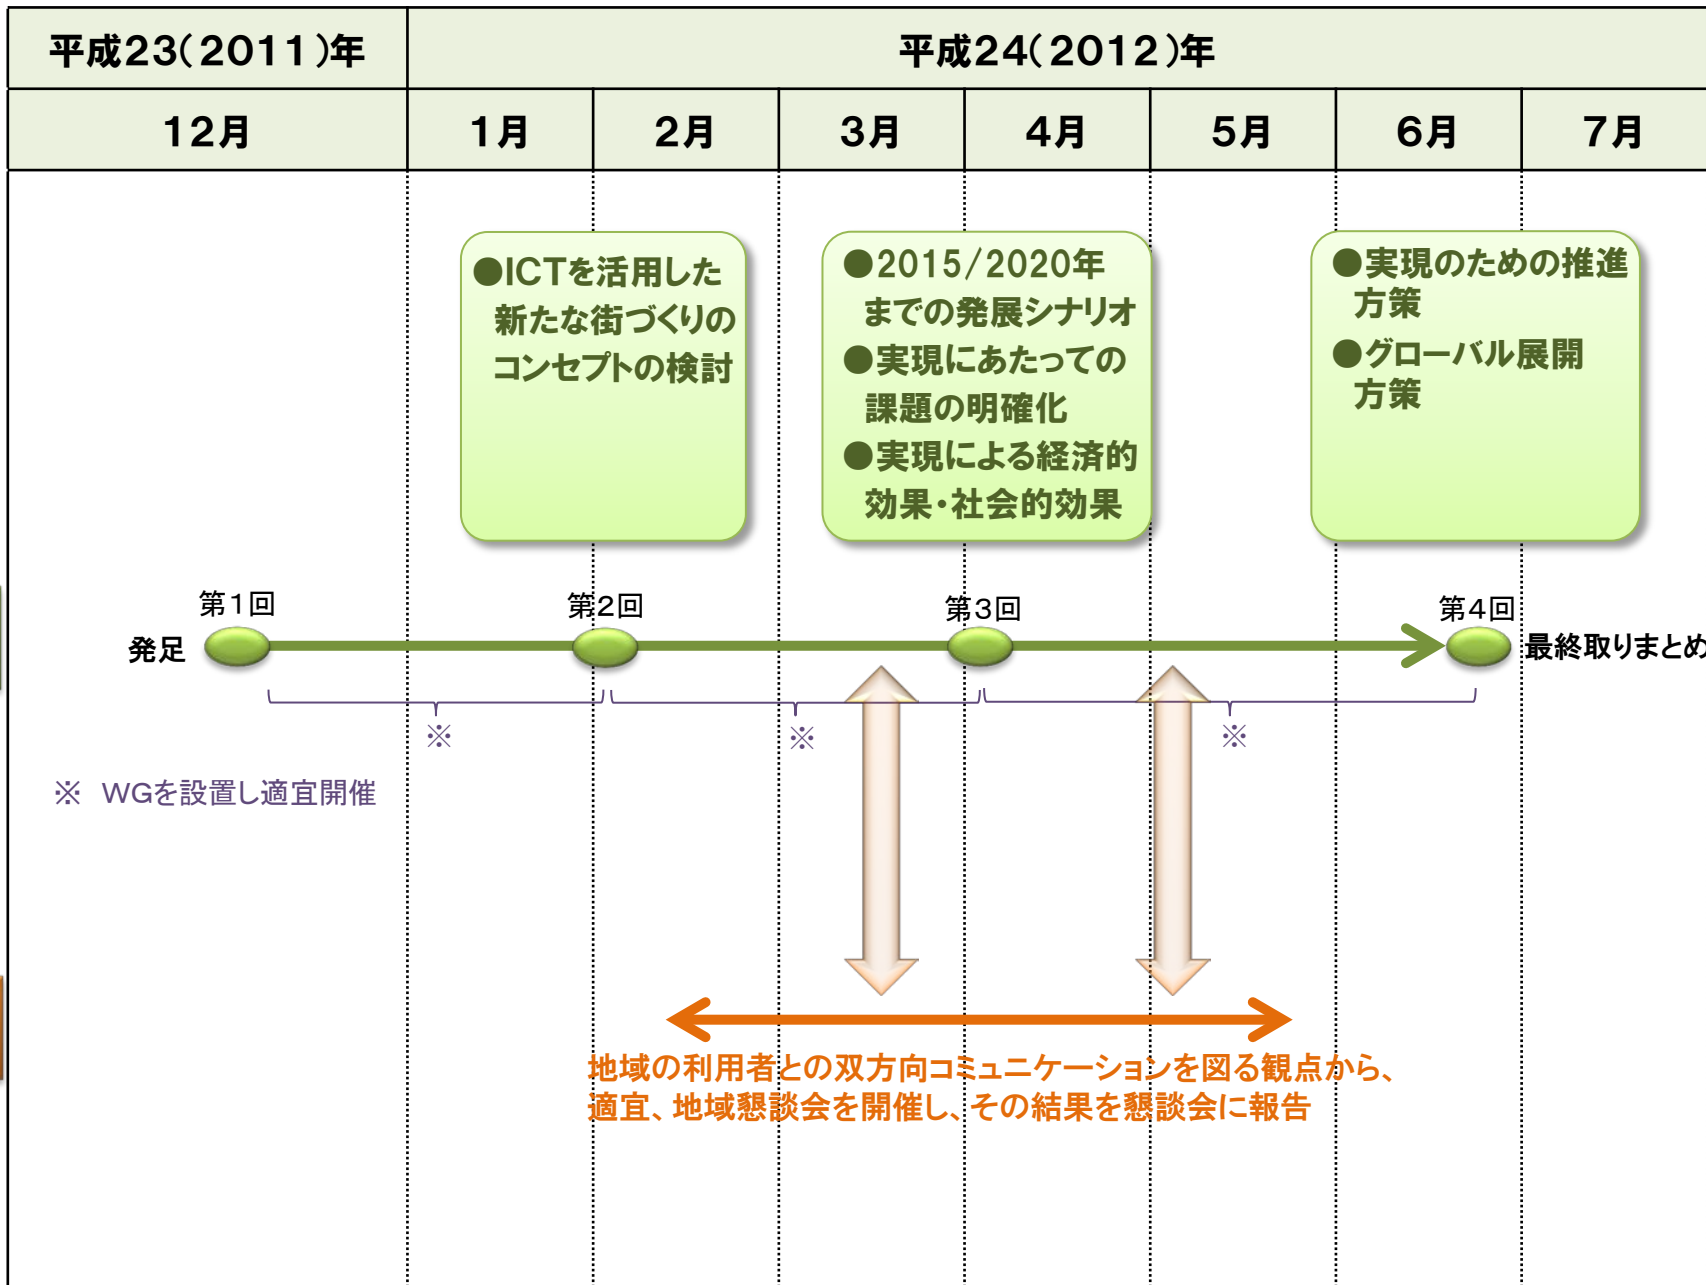 平成23(2011)年
平成24(2012)年
12月
1月
2月
3月
4月
5月
6月
7月
●ICTを活用した
新たな街づくりの
コンセプトの検討
●2015/2020年
までの発展シナリオ
●実現にあたっての
課題の明確化
●実現による経済的
効果・社会的効果
●実現のための推進
方策
●グローバル展開
方策
第1回
第2回
第3回
第4回
発足
最終取りまとめ
※
※
※
※ WGを設置し適宜開催
地域の利用者との双方向コミュニケーションを図る観点から、
適宜、地域懇談会を開催し、その結果を懇談会に報告